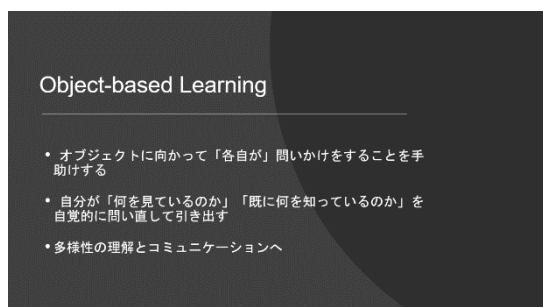 Object-based Learning
• オブジェクトに向かって「各自が」問いかけをすることを手
助けする
• 自分が「何を見ているのか」「既に何を知っているのか」を
自覚的に問い直して引き出す
•多様性の理解とコミュニケーションへ